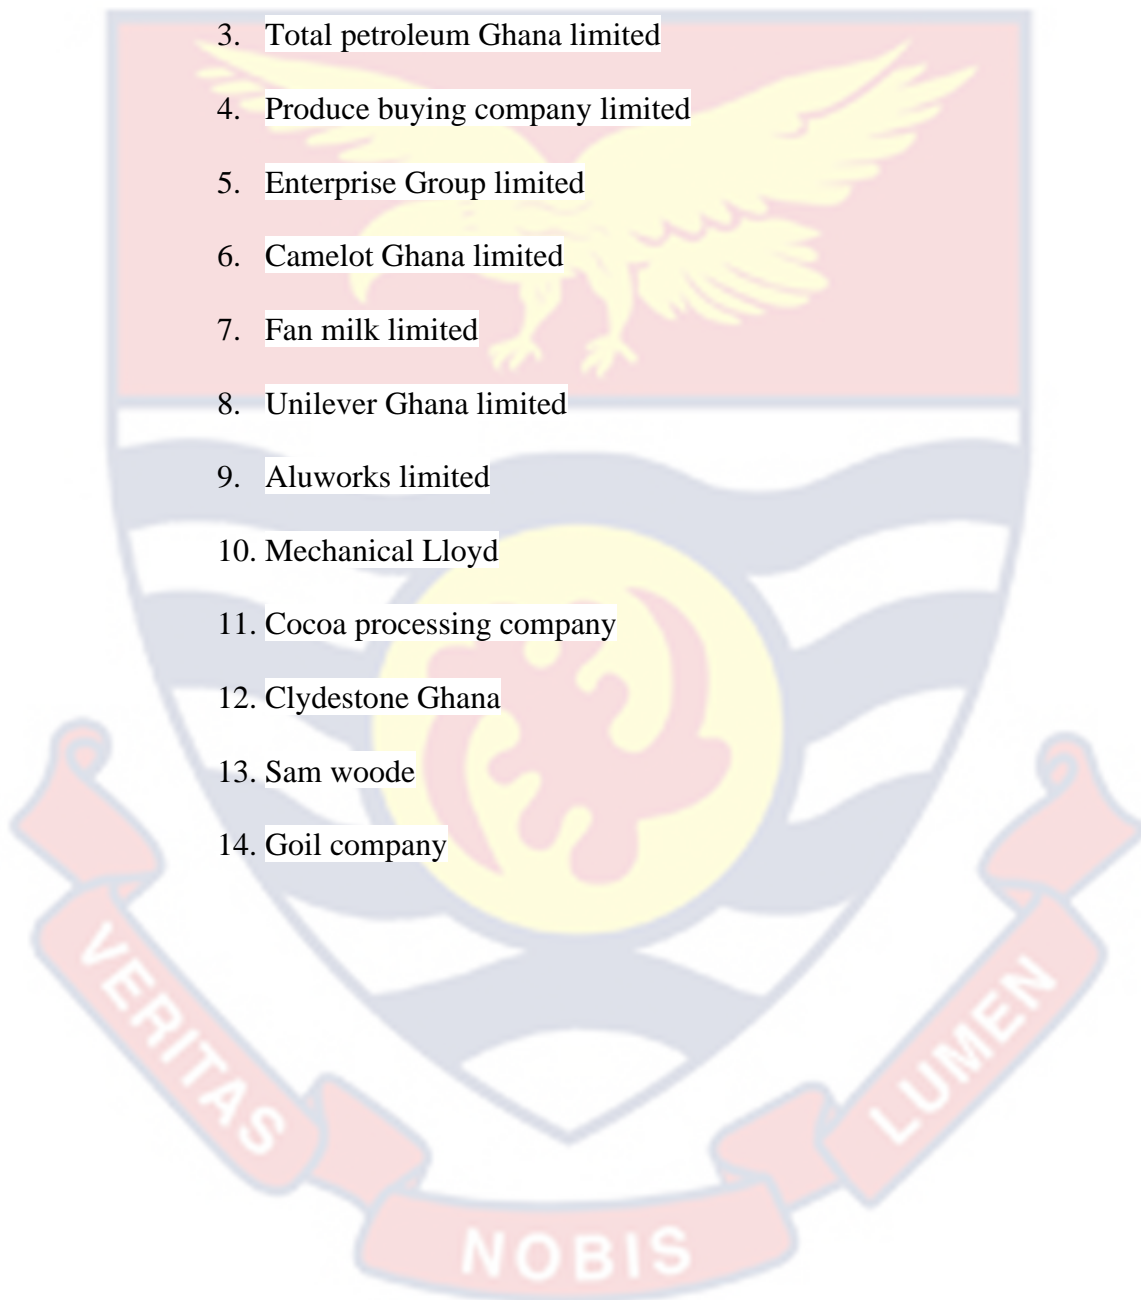 3. Total petroleum Ghana limited
4. Produce buying company limited
5. Enterprise Group limited
6. Camelot Ghana limited
7. Fan milk limited
8. Unilever Ghana limited
9. Aluworks limited
10. Mechanical Lloyd
11. Cocoa processing company
12. Clydestone Ghana
13. Sam woode
14. Goil company
VERITAS
NOBIS
LUMEN